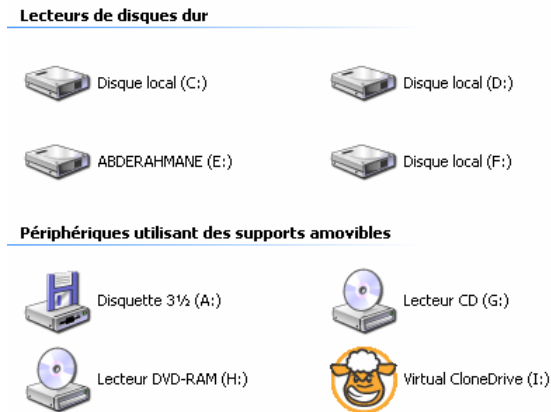 Lecteurs de disques dur
Disque local (C:)
Disque local (D:)
ABDERAHMANE (E:)
Disque local (F:)
Périphériques utilisant des supports amovibles
Disquette 3½ (A:)
Lecteur CD (G:)
Lecteur DVD-RAM (H:)
Virtual CloneDrive (I:)